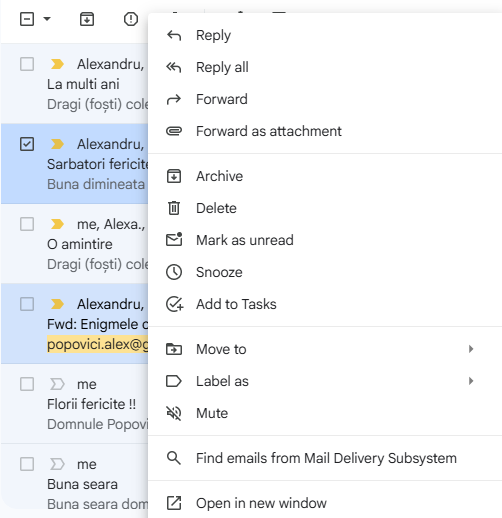 Alexandru,
La multi ani
Dragi (foști) cole
Alexandru,
Sarbatori fericite
Buna dimineata
me, Alexa.,
O amintire
Dragi (foști) cole
Alexandru,
Fwd: Enigmele c
popovici.alex@g
me
Florii fericite !!
Domnule Popovi
me
Buna seara
Buna seara dom
Reply
Reply all
Forward
Forward as attachment
Archive
Delete
Mark as unread
Snooze
Add to Tasks
Move to
Label as
Mute
Find emails from Mail Delivery Subsystem
Open in new window